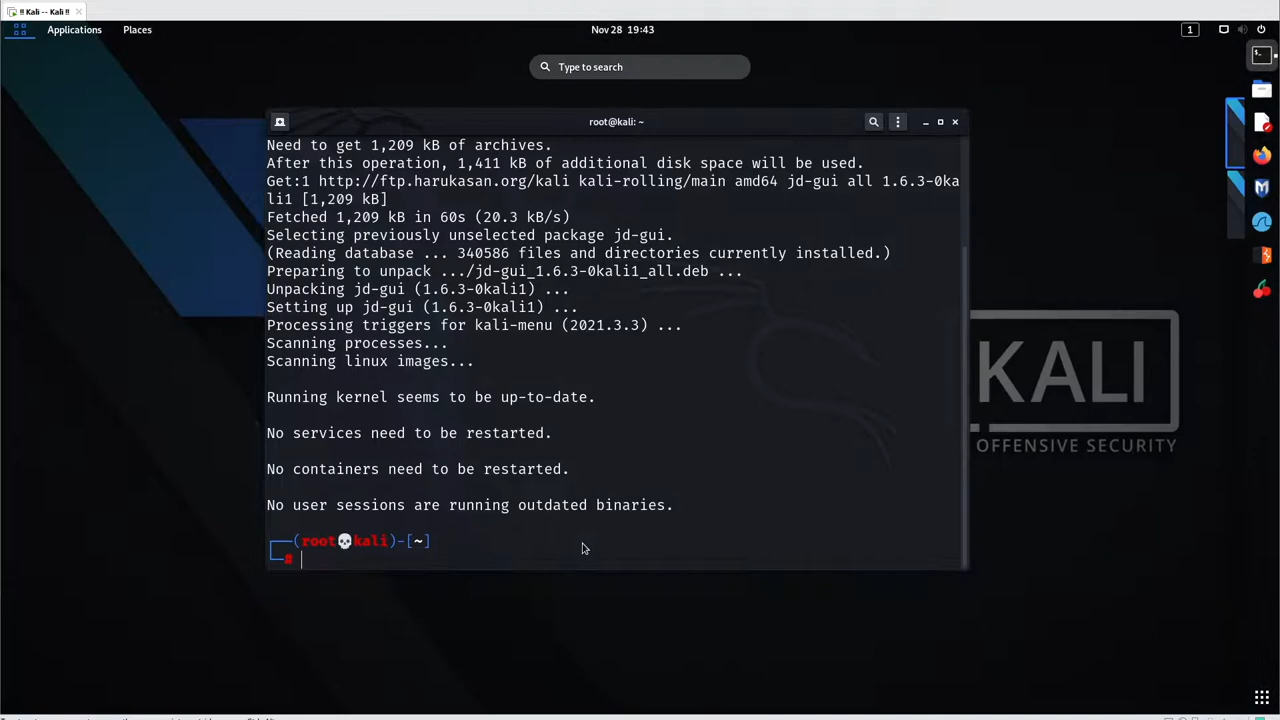 !! Kali -- Kali !!
Applications Places Nov 28 19:43 1
Type to search
root@kali: ~
Need to get 1,209 kB of archives.
After this operation, 1,411 kB of additional disk space will be used.
Get:1 http://ftp.harukasan.org/kali kali-rolling/main amd64 jd-gui all 1.6.3-0ka
li1 [1,209 kB]
Fetched 1,209 kB in 60s (20.3 kB/s)
Selecting previously unselected package jd-gui.
(Reading database ... 340586 files and directories currently installed.)
Preparing to unpack .../jd-gui_1.6.3-0kali1_all.deb ...
Unpacking jd-gui (1.6.3-0kali1) ...
Setting up jd-gui (1.6.3-0kali1) ...
Processing triggers for kali-menu (2021.3.3) ...
Scanning processes...
Scanning linux images...
Running kernel seems to be up-to-date.
No services need to be restarted.
No containers need to be restarted.
No user sessions are running outdated binaries.
(root💀kali)-[~]
#
KALI
OFFENSIVE SECURITY